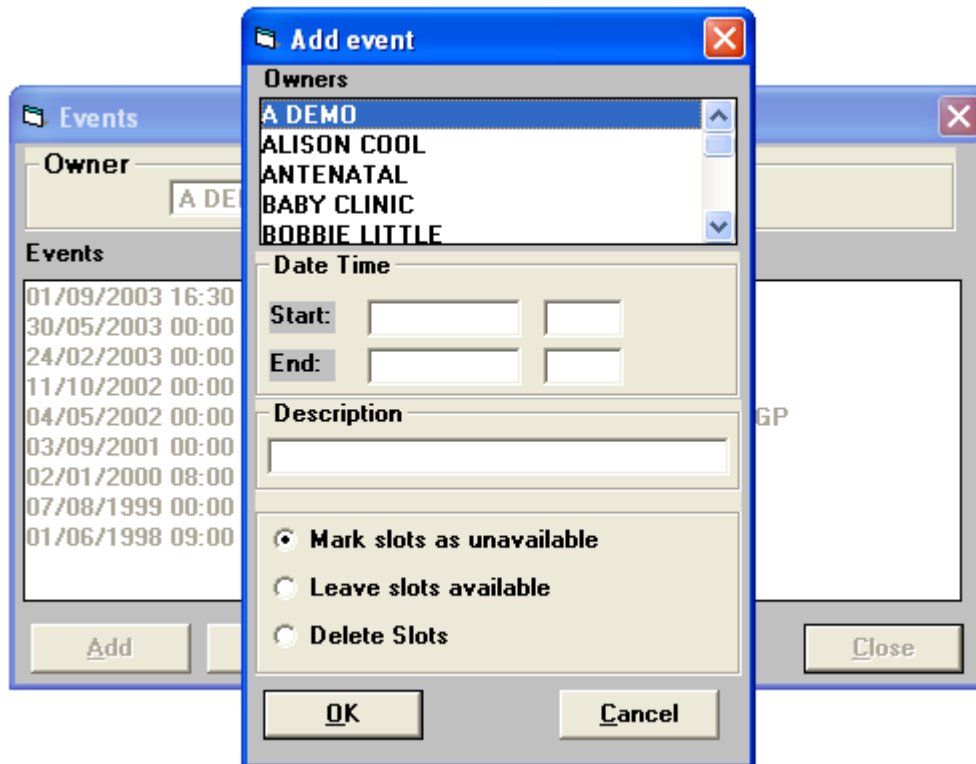 Add event
Owners
A DEMO
ALISON COOL
ANTENATAL
BABY CLINIC
BOBBIE LITTLE
Date Time
Start:
End:
Description
Mark slots as unavailable
Leave slots available
Delete Slots
OK
Cancel
Events
Owner
A DE
Events
01/09/2003 16:30
30/05/2003 00:00
24/02/2003 00:00
11/10/2002 00:00
04/05/2002 00:00 GP
03/09/2001 00:00
02/01/2000 08:00
07/08/1999 00:00
01/06/1998 09:00
Add
Close